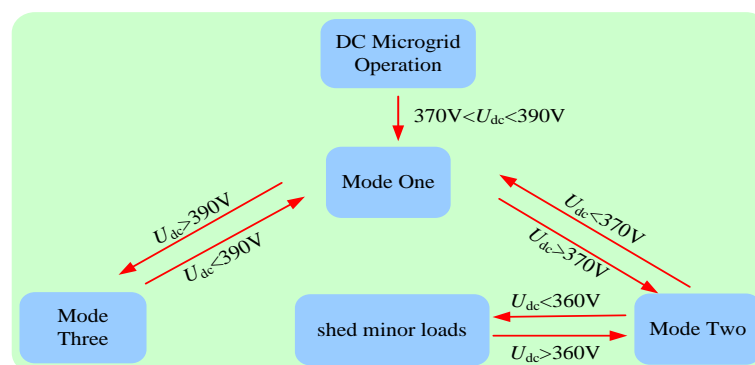 DC Microgrid
Operation
370V<Udc<390V
Mode One
Udc>390V
Udc<390V
Udc<370V
Udc>370V
Mode
Three
shed minor loads
Udc<360V
Udc>360V
Mode Two